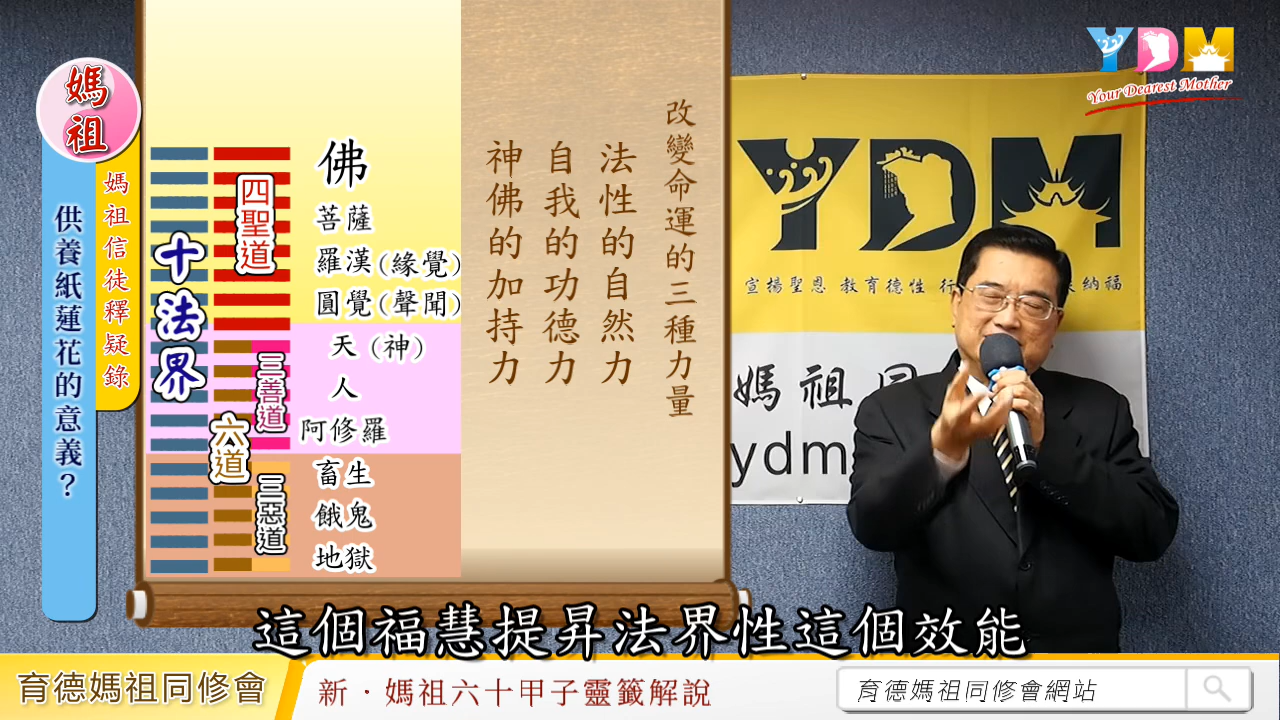 媽祖
媽祖信徒釋疑錄
供養紙蓮花的意義？
十法界
四聖道
六道
三善道
三惡道
佛
菩薩
羅漢(緣覺)
圓覺(聲聞)
天(神)
人
阿修羅
畜生
餓鬼
地獄
改變命運的三種力量
法性的自然力
自我的功德力
神佛的加持力
YDM
Your Dearest Mother
YDM
宣揚聖恩 教育德性 行
納福
媽祖
ydm
這個福慧提昇法界性這個效能
育德媽祖同修會
新．媽祖六十甲子靈籤解說
育德媽祖同修會網站